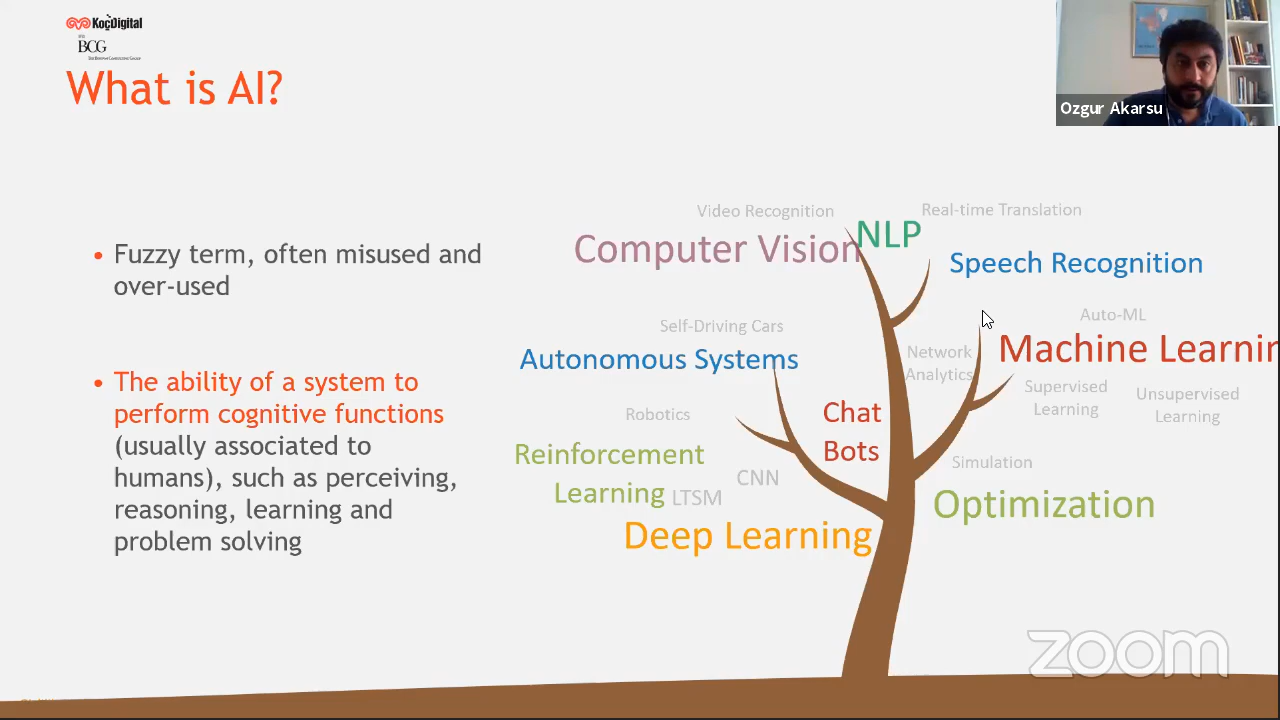 KoçDigital
BCG
What is AI?
Ozgur Akarsu
• Fuzzy term, often misused and
over-used
• The ability of a system to
perform cognitive functions
(usually associated to
humans), such as perceiving,
reasoning, learning and
problem solving
Video Recognition
Real-time Translation
Computer Vision
NLP
Speech Recognition
Self-Driving Cars
Auto-ML
Autonomous Systems
Network
Analytics
Machine Learnin
Supervised
Learning
Unsupervised
Learning
Robotics
Chat
Bots
Reinforcement
Learning
LTSM
CNN
Simulation
Optimization
Deep Learning
zoom